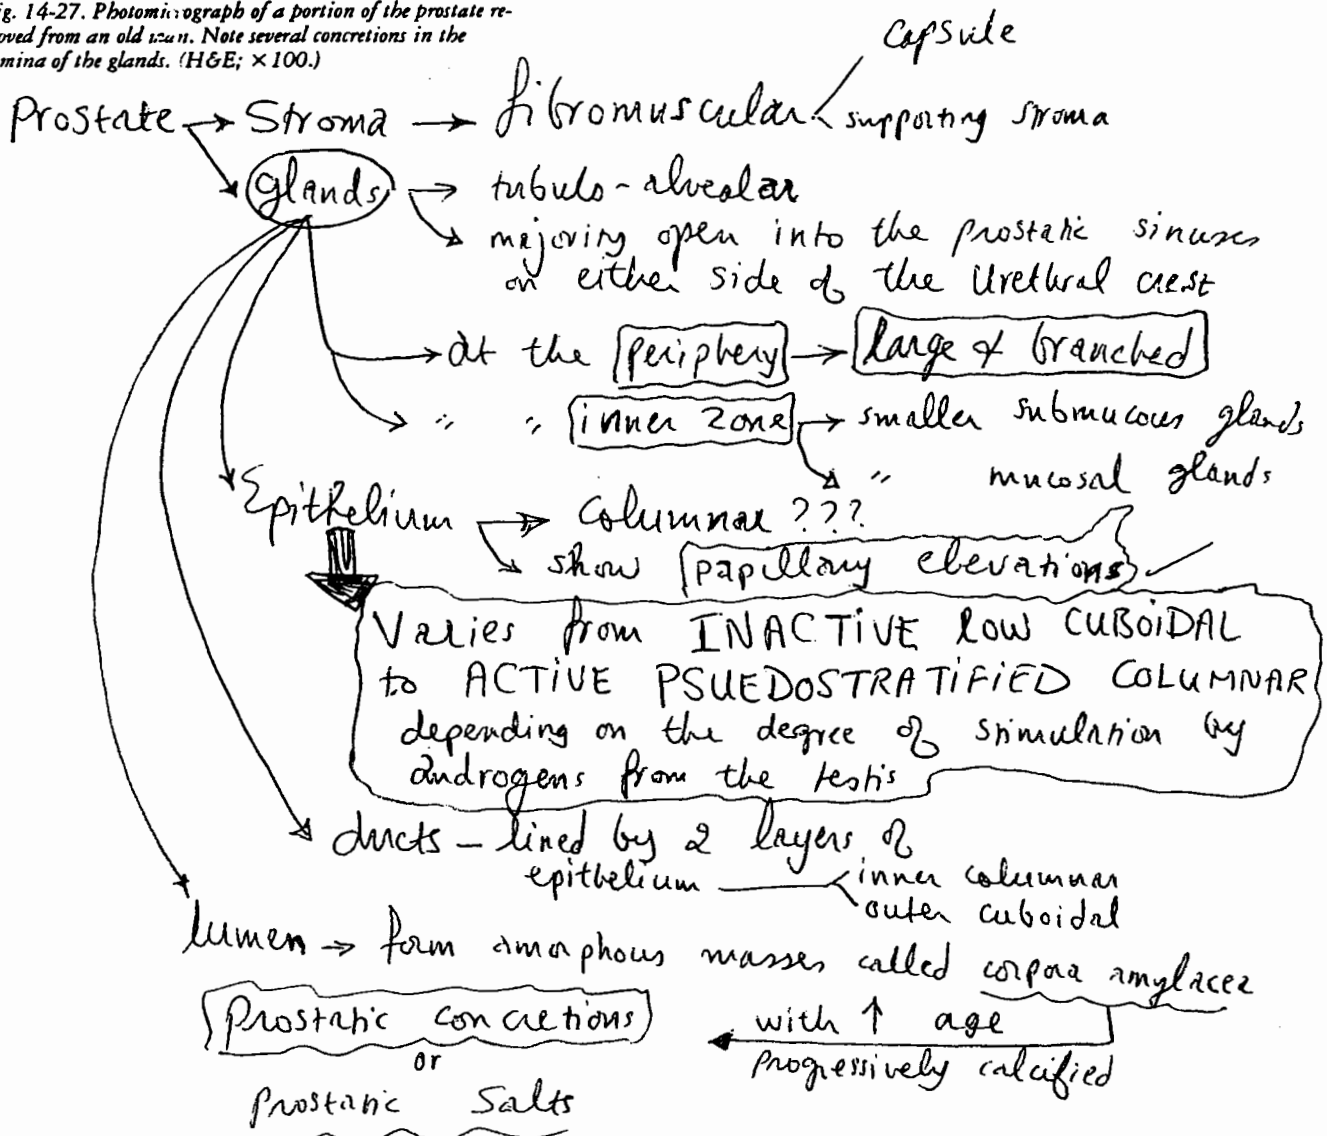 g. 14-27. Photomicrograph of a portion of the prostate re-
oved from an old man. Note several concretions in the
mina of the glands. (H&E; ×100.)
capsule
Prostate → Stroma → fibromuscular < supporting stroma
glands → tubulo-alveolar
majoring open into the prostatic sinuses
on either side of the Urethral crest
→ at the periphery → large & branched
→ " " inner zone → smaller submucous glands
" mucosal glands
Epithelium → columnar ???
show papillary elevations
Varies from INACTIVE low CUBOIDAL
to ACTIVE PSUEDOSTRATIFIED COLUMNAR
depending on the degree of stimulation by
androgens from the testis
ducts – lined by 2 layers of
epithelium < inner columnar
outer cuboidal
lumen → form amorphous masses called corpora amylacea
Prostatic concretions
with ↑ age
or
progressively calcified
Prostatic Salts